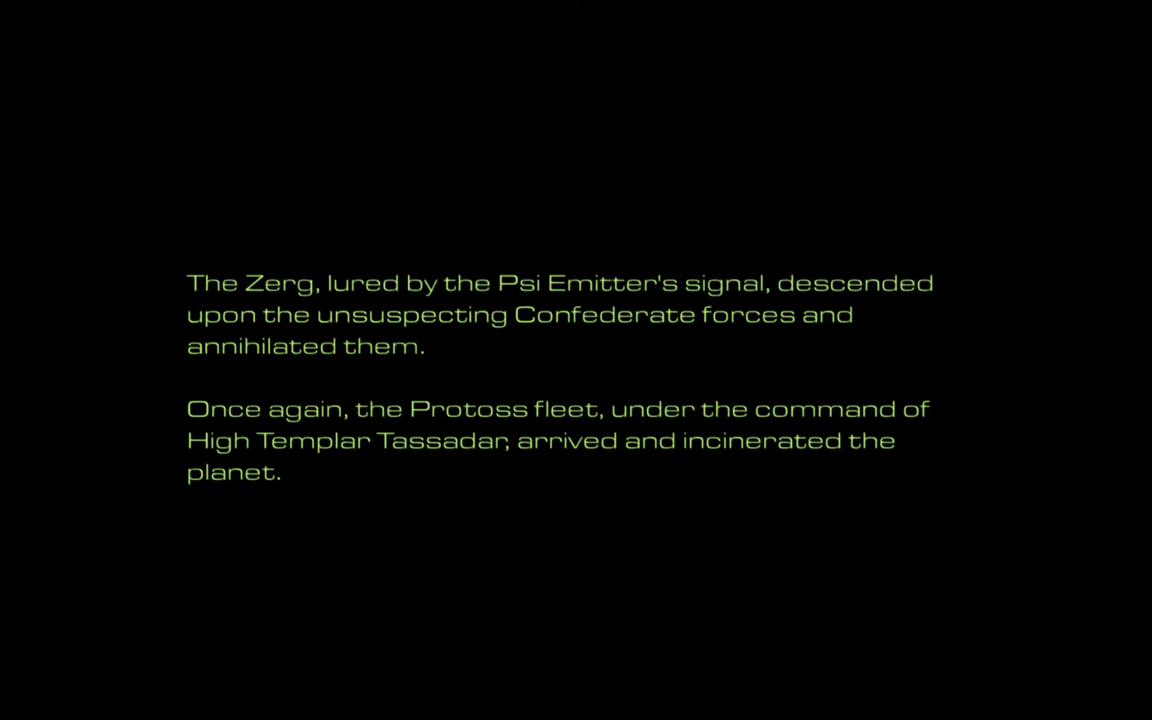 The Zerg, lured by the Psi Emitter's signal, descended
upon the unsuspecting Confederate forces and
annihilated them.
Once again, the Protoss fleet, under the command of
High Templar Tassadar, arrived and incinerated the
planet.